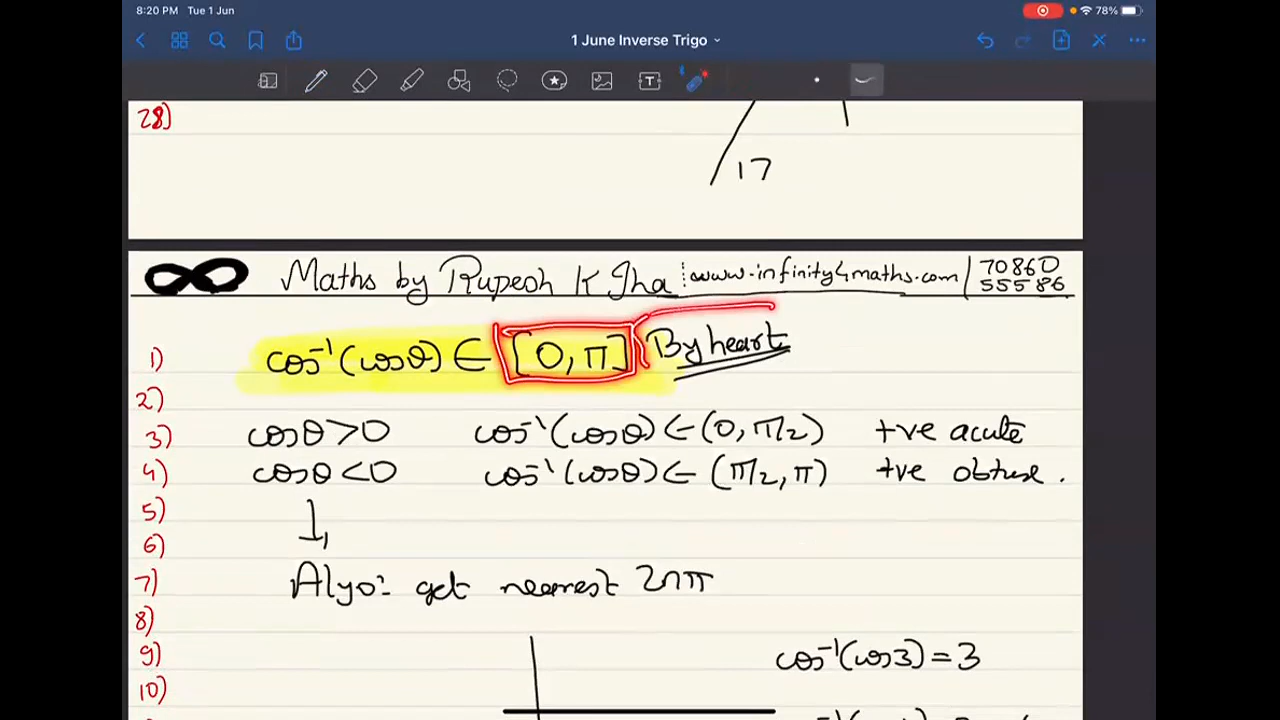 8:20 PM Tue 1 Jun 78%
1 June Inverse Trigo
28)
17
Maths by Rupesh K Jha www.infinity4maths.com / 70860 55586
1) cos⁻¹(cosθ) ∈ [0, π] By heart
2)
3) cosθ > 0 cos⁻¹(cosθ) ∈ (0, π/2) +ve acute
4) cosθ < 0 cos⁻¹(cosθ) ∈ (π/2, π) +ve obtuse.
5)
6)
7) Algo: get nearest 2nπ
8)
9) cos⁻¹(cos3) = 3
10)